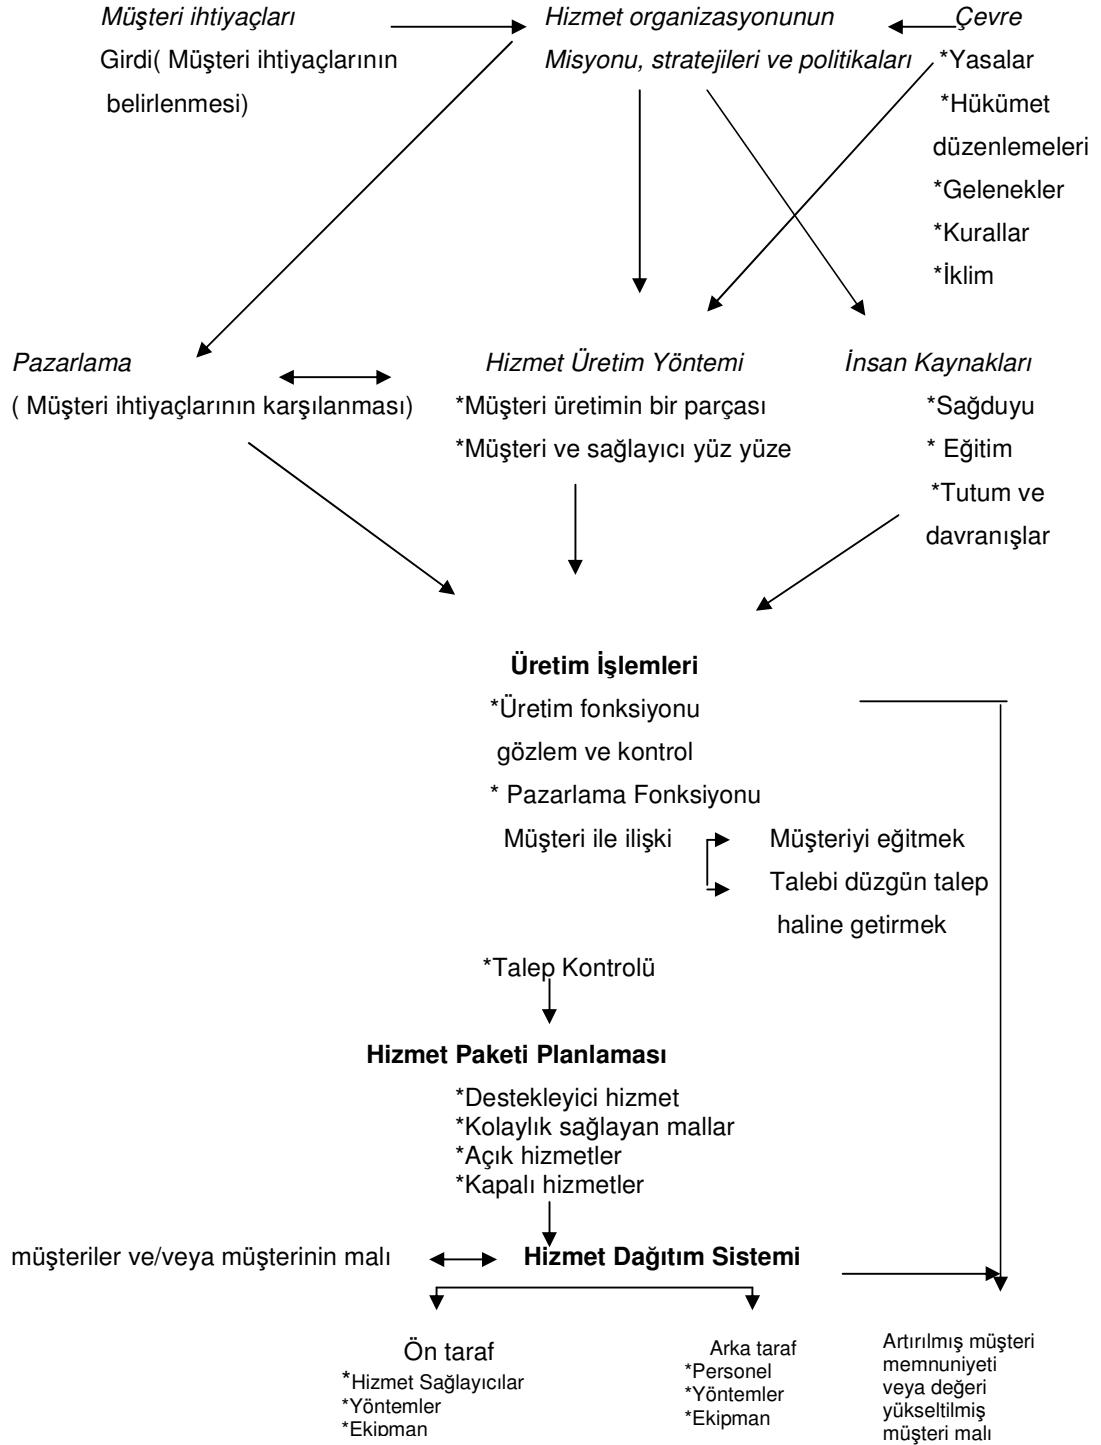 Müşteri ihtiyaçları
Girdi( Müşteri ihtiyaçlarının
belirlenmesi)
Hizmet organizasyonunun
Misyonu, stratejileri ve politikaları
Çevre
*Yasalar
*Hükümet
düzenlemeleri
*Gelenekler
*Kurallar
*İklim
Pazarlama
( Müşteri ihtiyaçlarının karşılanması)
Hizmet Üretim Yöntemi
*Müşteri üretimin bir parçası
*Müşteri ve sağlayıcı yüz yüze
İnsan Kaynakları
*Sağduyu
* Eğitim
*Tutum ve
davranışlar
Üretim İşlemleri
*Üretim fonksiyonu
gözlem ve kontrol
* Pazarlama Fonksiyonu
Müşteri ile ilişki
Müşteriyi eğitmek
Talebi düzgün talep
haline getirmek
*Talep Kontrolü
Hizmet Paketi Planlaması
*Destekleyici hizmet
*Kolaylık sağlayan mallar
*Açık hizmetler
*Kapalı hizmetler
müşteriler ve/veya müşterinin malı
Hizmet Dağıtım Sistemi
Ön taraf
*Hizmet Sağlayıcılar
*Yöntemler
*Ekipman
Arka taraf
*Personel
*Yöntemler
*Ekipman
Artırılmış müşteri
memnuniyeti
veya değeri
yükseltilmiş
müşteri malı